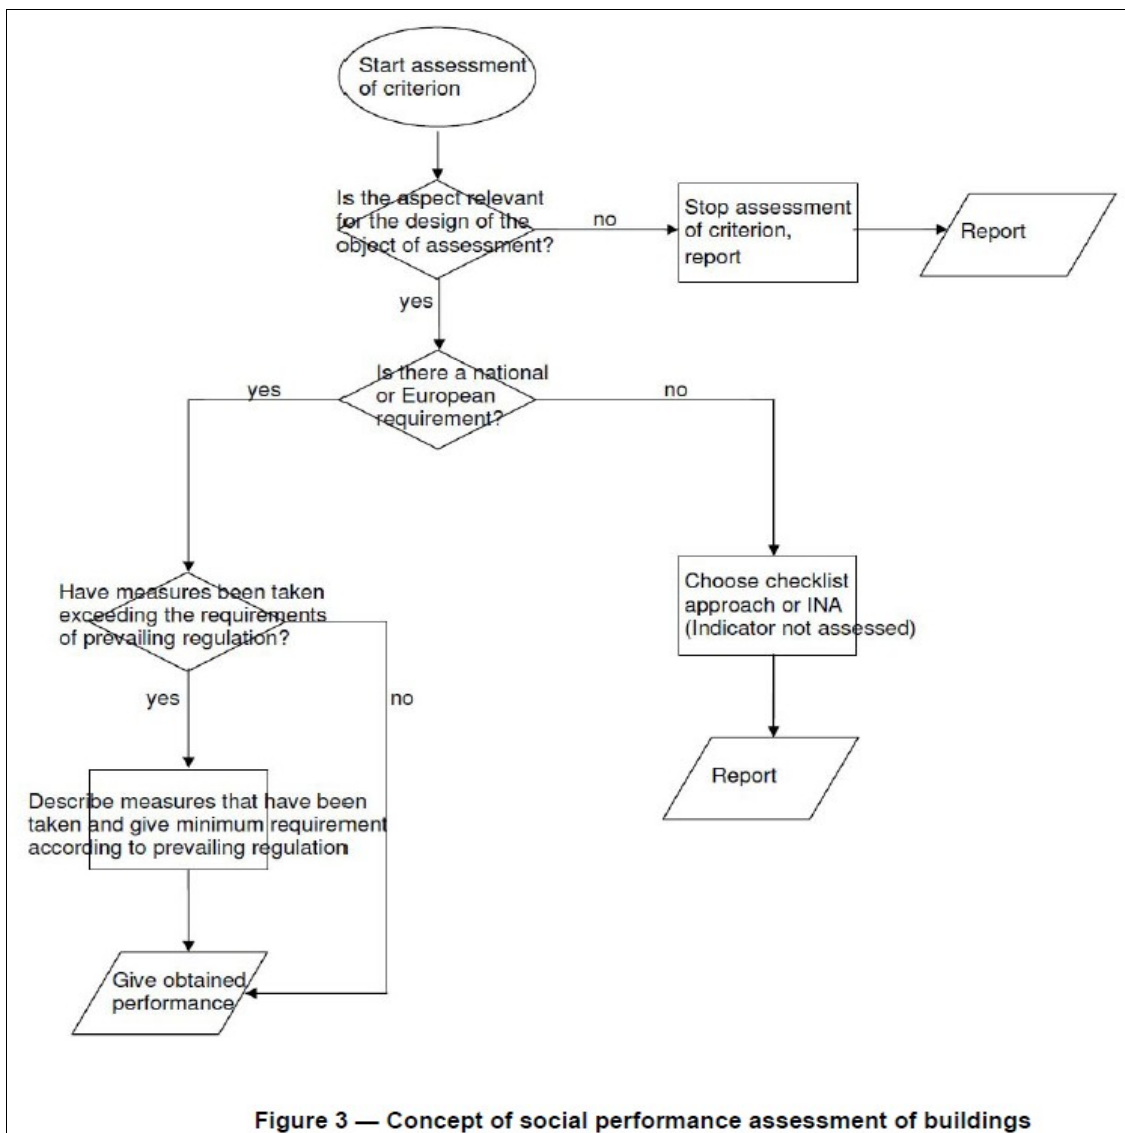 Start assessment
of criterion
Is the aspect relevant
for the design of the
object of assessment?
no
Stop assessment
of criterion,
report
Report
yes
Is there a national
or European
requirement?
yes
no
Have measures been taken
exceeding the requirements
of prevailing regulation?
Choose checklist
approach or INA
(Indicator not assessed)
yes
no
Report
Describe measures that have been
taken and give minimum requirement
according to prevailing regulation
Give obtained
performance
Figure 3 — Concept of social performance assessment of buildings